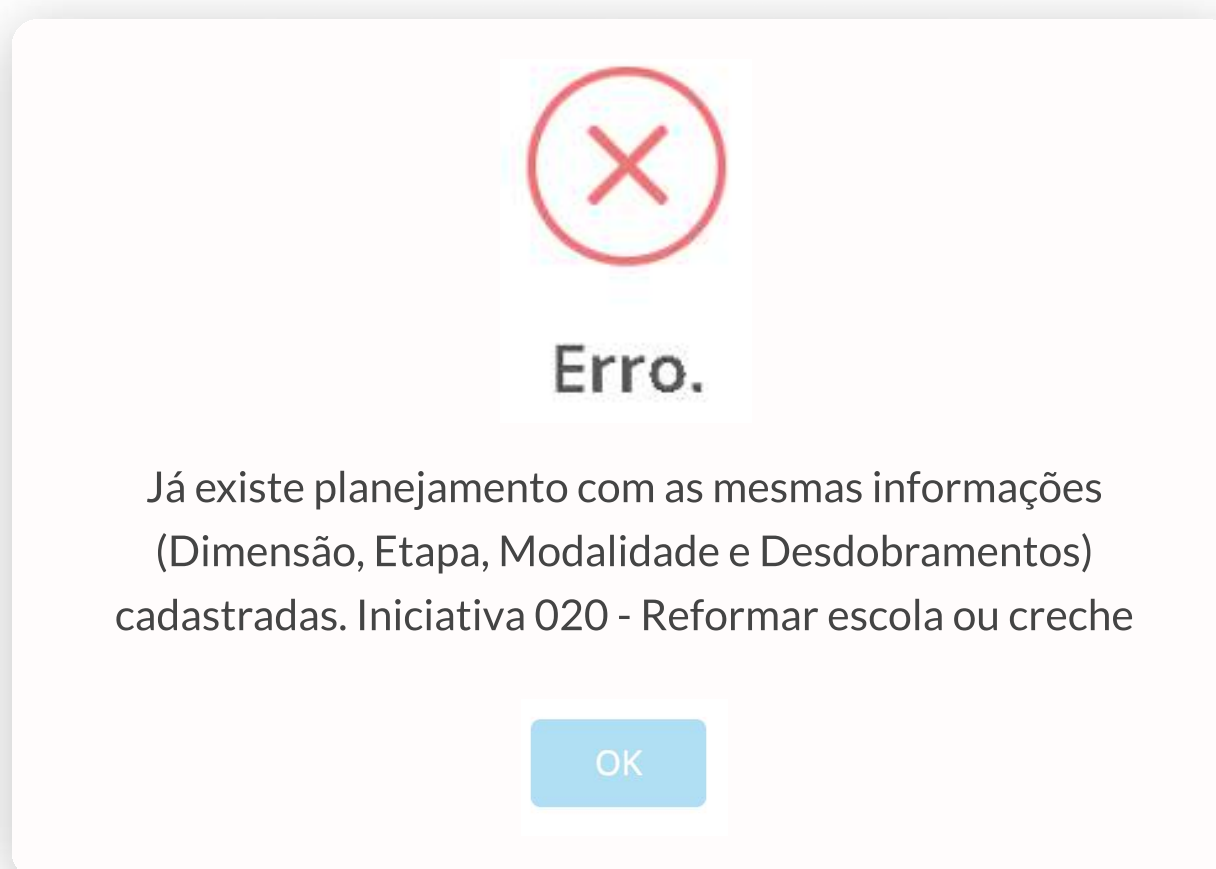 Erro.
Já existe planejamento com as mesmas informações
(Dimensão, Etapa, Modalidade e Desdobramentos)
cadastradas. Iniciativa 020 - Reformar escola ou creche
OK